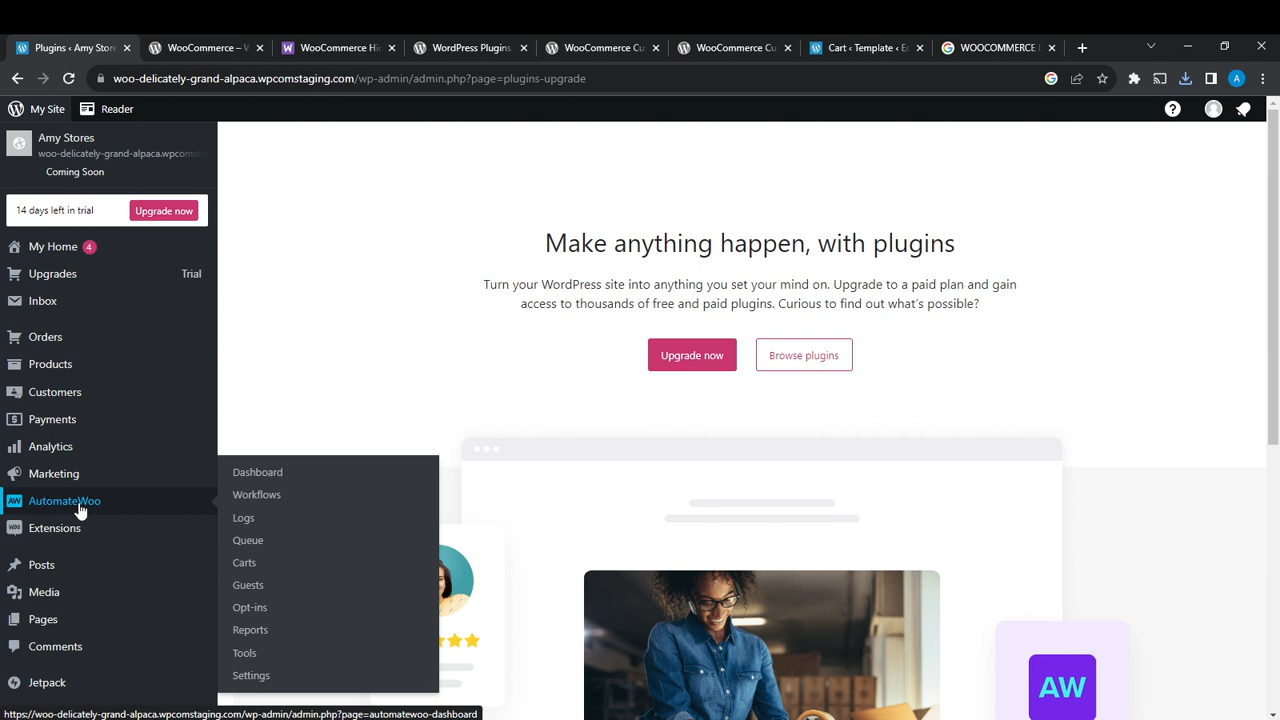 Plugins ‹ Amy Store
WooCommerce – W
WooCommerce Hi
WordPress Plugins
WooCommerce Cu
WooCommerce Cu
Cart ‹ Template ‹ E
WOOCOMMERCE
woo-delicately-grand-alpaca.wpcomstaging.com/wp-admin/admin.php?page=plugins-upgrade
A
My Site
Reader
Amy Stores
woo-delicately-grand-alpaca.wpcomst
Coming Soon
14 days left in trial
Upgrade now
My Home 4
Upgrades
Trial
Inbox
Orders
Products
Customers
Payments
Analytics
Marketing
AW AutomateWoo
Extensions
Posts
Media
Pages
Comments
Jetpack
Dashboard
Workflows
Logs
Queue
Carts
Guests
Opt-ins
Reports
Tools
Settings
Make anything happen, with plugins
Turn your WordPress site into anything you set your mind on. Upgrade to a paid plan and gain
access to thousands of free and paid plugins. Curious to find out what's possible?
Upgrade now
Browse plugins
AW
https://woo-delicately-grand-alpaca.wpcomstaging.com/wp-admin/admin.php?page=automatewoo-dashboard